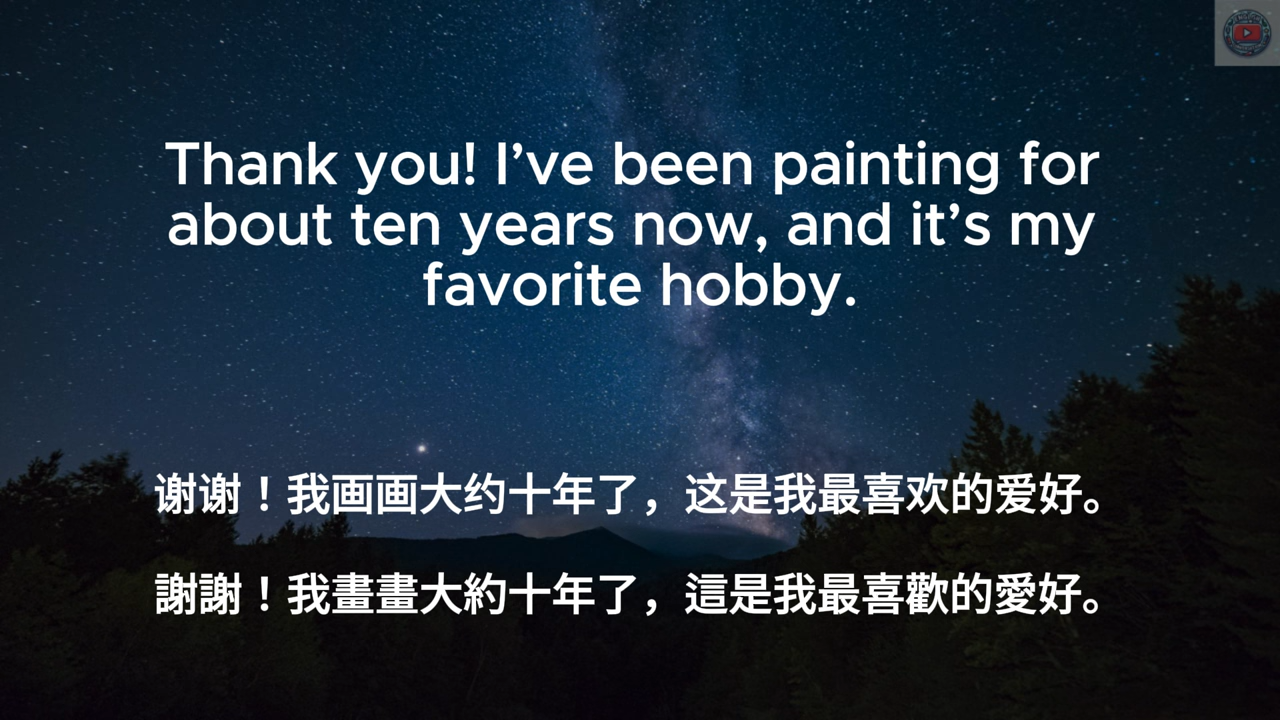 Thank you! I’ve been painting for
about ten years now, and it’s my
favorite hobby.
谢谢！我画画大约十年了，这是我最喜欢的爱好。
謝謝！我畫畫大約十年了，這是我最喜歡的愛好。